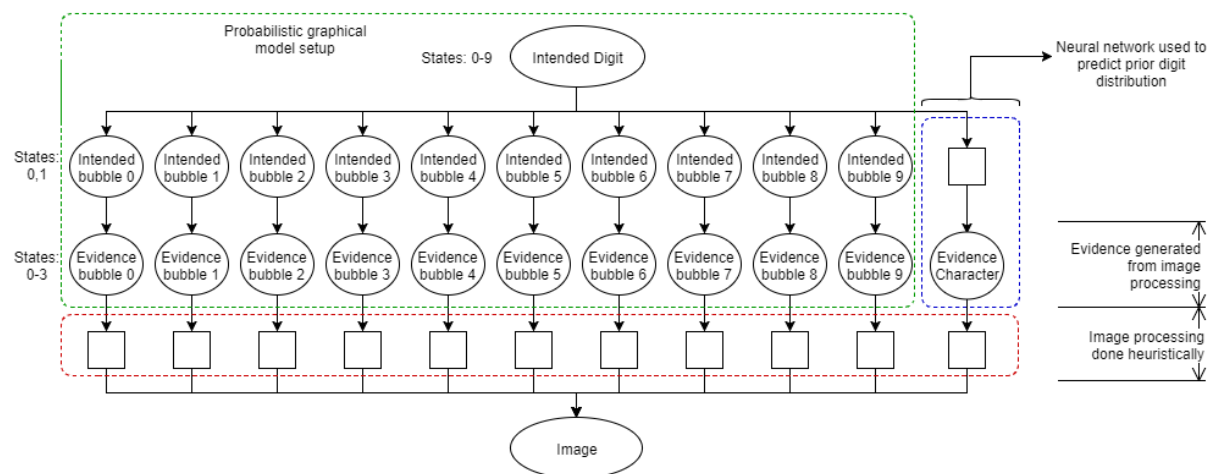 Probabilistic graphical
model setup
States: 0-9
Intended Digit
Neural network used to
predict prior digit
distribution
States:
0,1
Intended
bubble 0
Intended
bubble 1
Intended
bubble 2
Intended
bubble 3
Intended
bubble 4
Intended
bubble 5
Intended
bubble 6
Intended
bubble 7
Intended
bubble 8
Intended
bubble 9
States:
0-3
Evidence
bubble 0
Evidence
bubble 1
Evidence
bubble 2
Evidence
bubble 3
Evidence
bubble 4
Evidence
bubble 5
Evidence
bubble 6
Evidence
bubble 7
Evidence
bubble 8
Evidence
bubble 9
Evidence
Character
Evidence generated
from image
processing
Image processing
done heuristically
Image